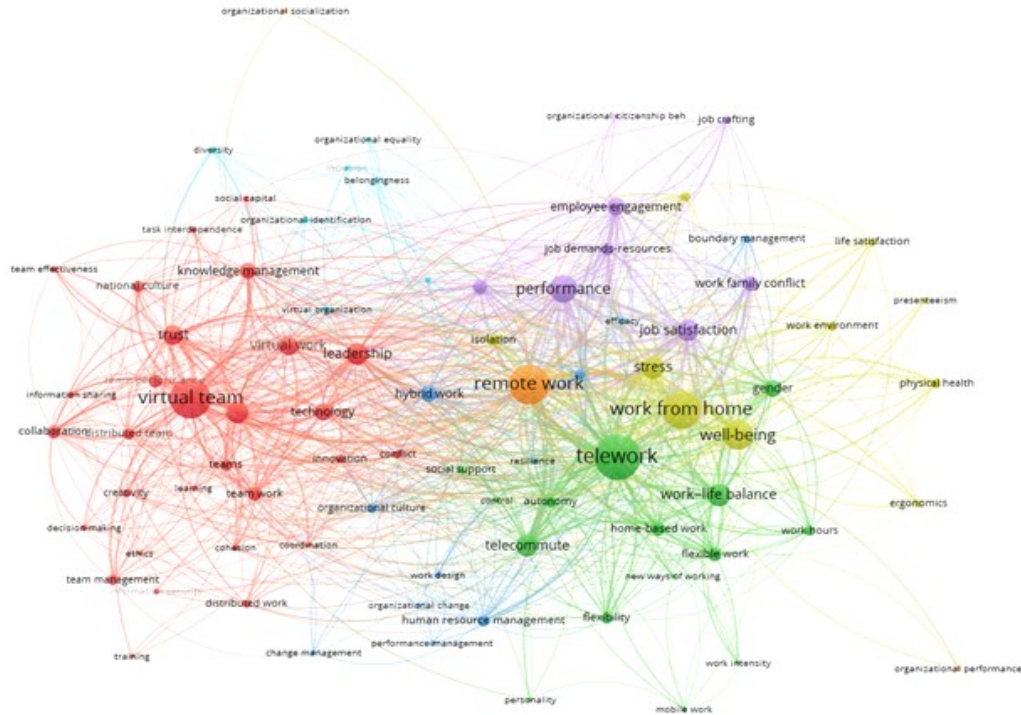 organizational socialization
organizational citizenship beh
job crafting
organizational equality
diversity
belongingness
social capital
employee engagement
organizational identification
task interdependence
boundary management
life satisfaction
job demands-resources
team effectiveness
knowledge management
national culture
work family conflict
performance
presenteeism
virtual organization
efficacy
work environment
job satisfaction
trust
isolation
virtual work
leadership
stress
remote work
gender
physical health
information sharing
virtual team
hybrid work
technology
work from home
collaboration
distributed team
well-being
telework
innovation
conflict
resilience
teams
social support
learning
creativity
team work
control
autonomy
work-life balance
ergonomics
organizational culture
decision making
home-based work
work hours
cohesion
coordination
telecommute
ethics
flexible work
team management
work design
new ways of working
distributed work
organizational change
human resource management
flexibility
performance management
change management
training
work intensity
organizational performance
personality
mobile work